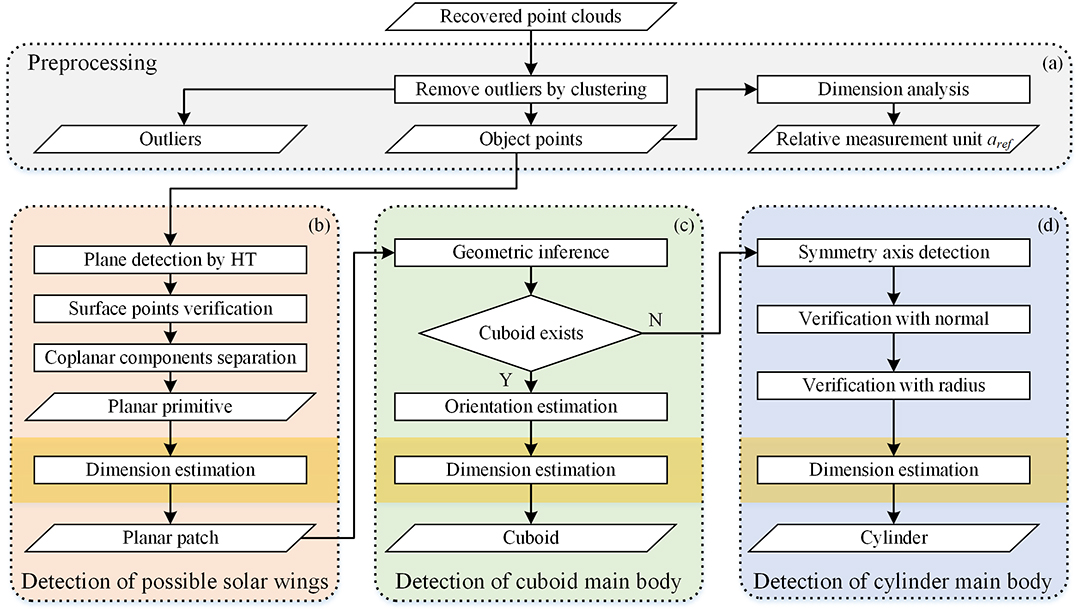 Recovered point clouds
Preprocessing
(a)
Remove outliers by clustering
Dimension analysis
Outliers
Object points
Relative measurement unit aref
(b)
Plane detection by HT
Surface points verification
Coplanar components separation
Planar primitive
Dimension estimation
Planar patch
Detection of possible solar wings
(c)
Geometric inference
Cuboid exists
N
Y
Orientation estimation
Dimension estimation
Cuboid
Detection of cuboid main body
(d)
Symmetry axis detection
Verification with normal
Verification with radius
Dimension estimation
Cylinder
Detection of cylinder main body